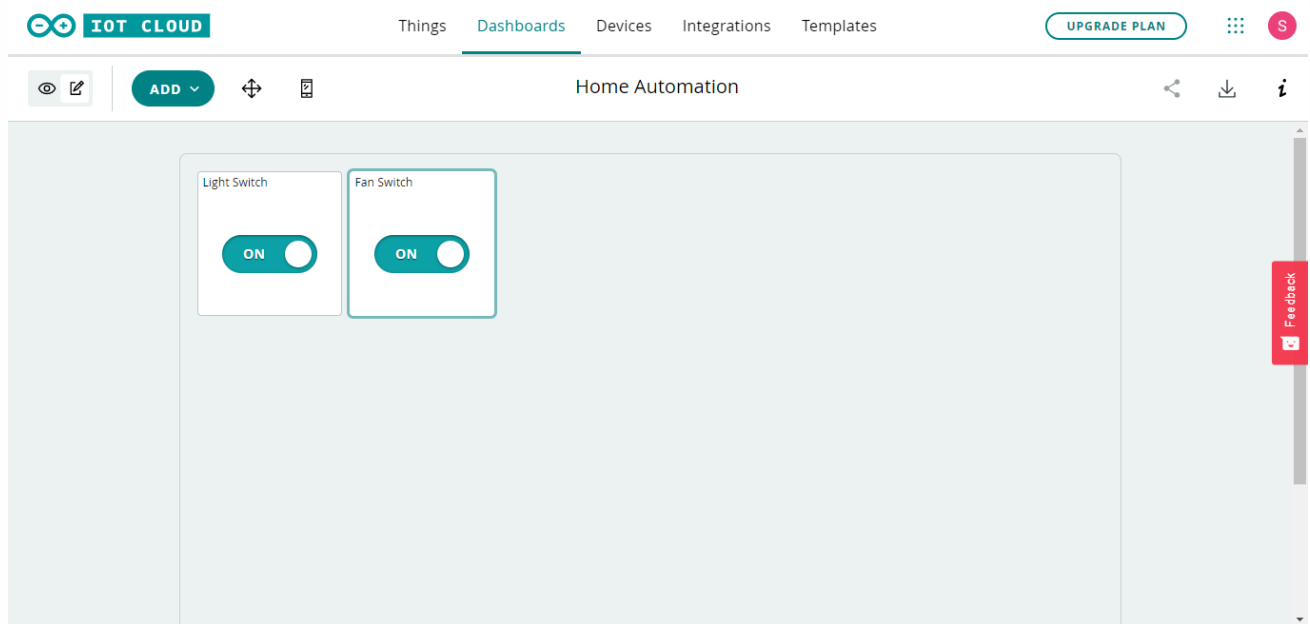 IOT CLOUD Things Dashboards Devices Integrations Templates UPGRADE PLAN S
ADD Home Automation i
Light Switch Fan Switch
ON ON
Feedback